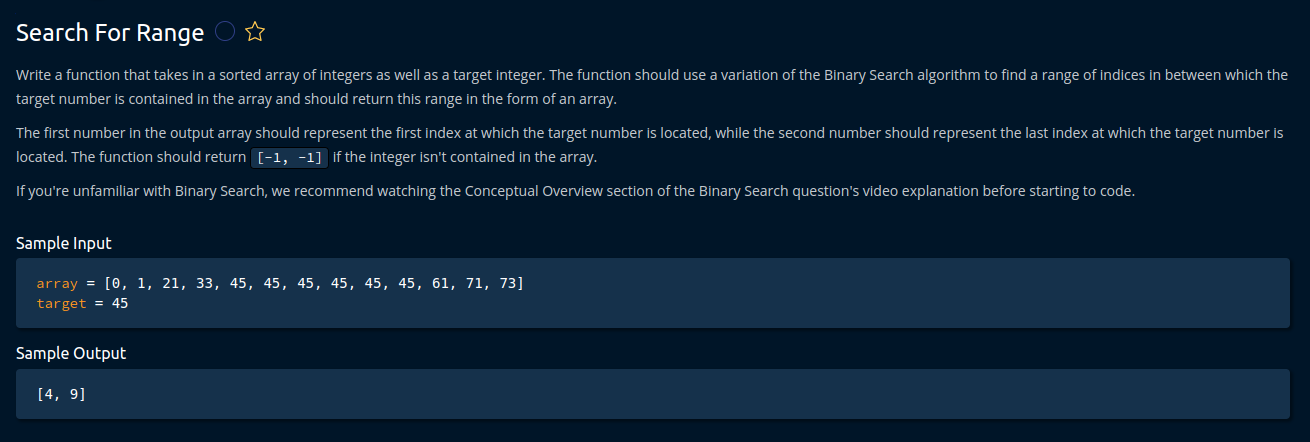 Search For Range
Write a function that takes in a sorted array of integers as well as a target integer. The function should use a variation of the Binary Search algorithm to find a range of indices in between which the
target number is contained in the array and should return this range in the form of an array.
The first number in the output array should represent the first index at which the target number is located, while the second number should represent the last index at which the target number is
located. The function should return [-1, -1] if the integer isn't contained in the array.
If you're unfamiliar with Binary Search, we recommend watching the Conceptual Overview section of the Binary Search question's video explanation before starting to code.
Sample Input
array = [0, 1, 21, 33, 45, 45, 45, 45, 45, 45, 61, 71, 73]
target = 45
Sample Output
[4, 9]